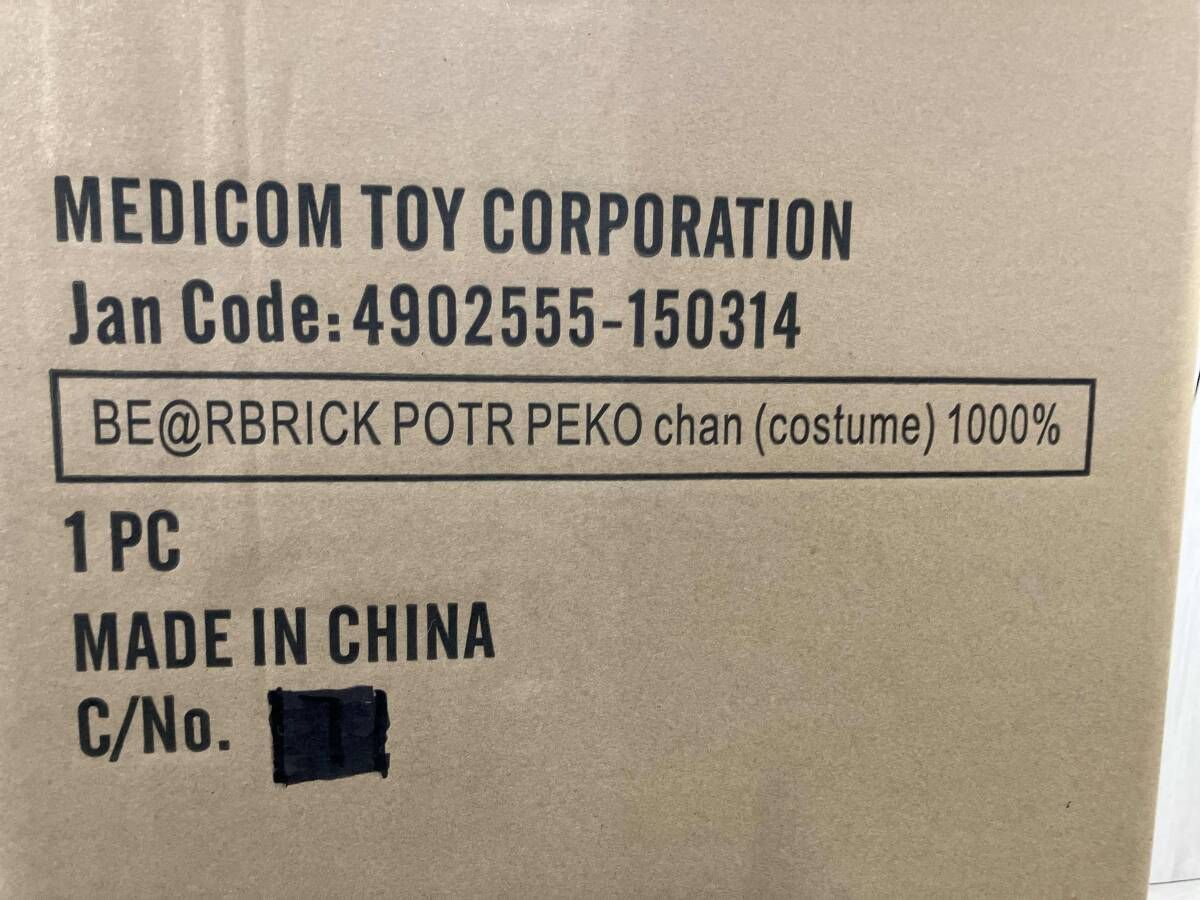 MEDICOM TOY CORPORATION
Jan Code: 4902555-150314
BE@RBRICK POTR PEKO chan (costume) 1000%
1 PC
MADE IN CHINA
C/No.